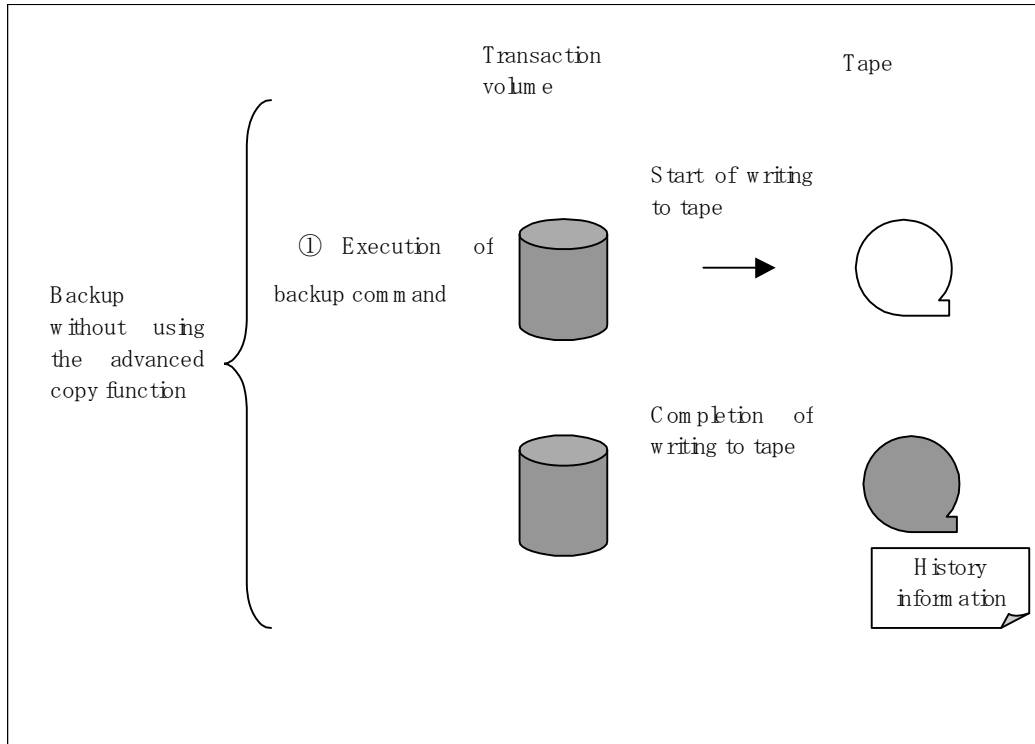 Transaction
volume
Tape
Start of writing
to tape
① Execution of
backup command
Backup
without using
the advanced
copy function
Completion of
writing to tape
History
information